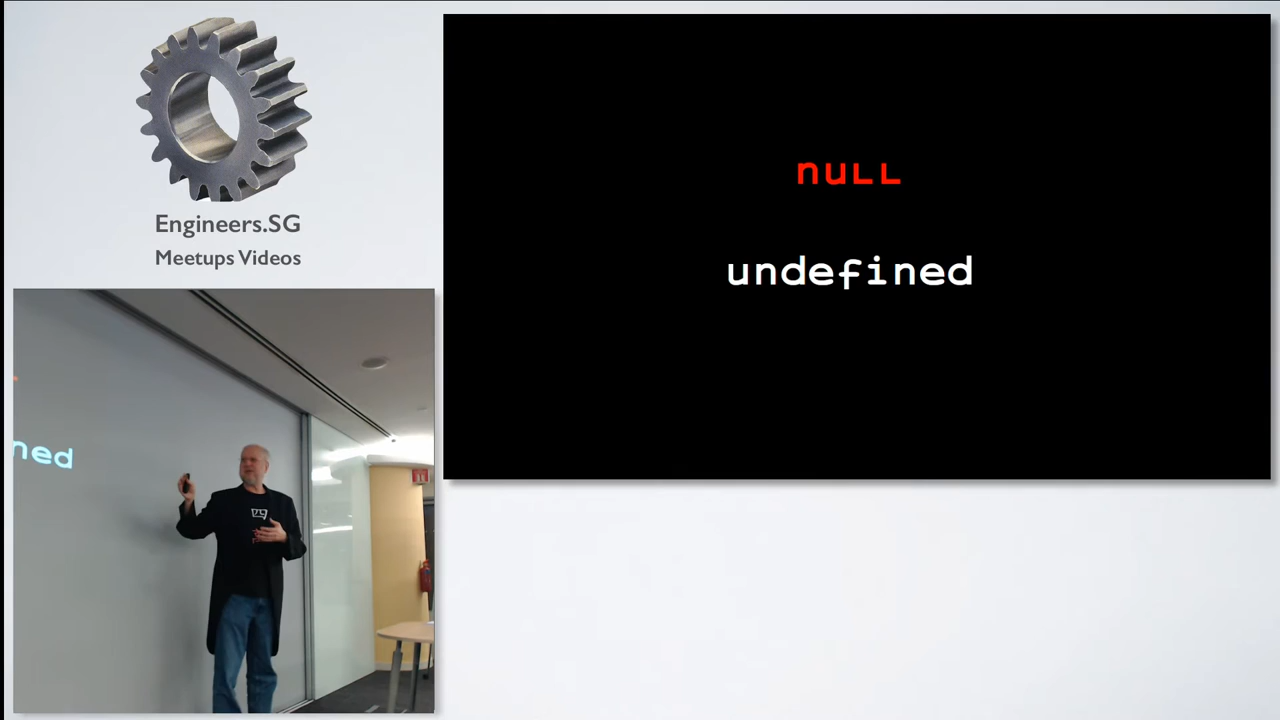 Engineers.SG
Meetups Videos
null
undefined
ned